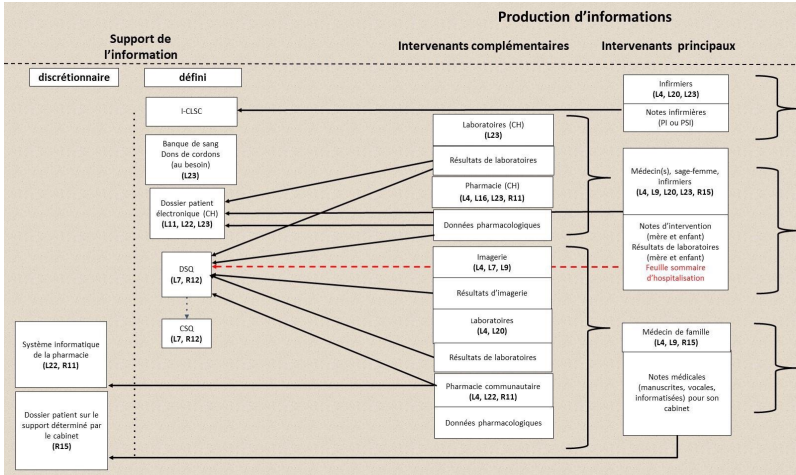 Production d'informations
Support de
l'information
Intervenants complémentaires
Intervenants principaux
discrétionnaire
défini
I-CLSC
Banque de sang
Dons de cordons
(au besoin)
(L23)
Dossier patient
électronique (CH)
(L11, L22, L23)
DSQ
(L7, R12)
CSQ
(L7, R12)
Système informatique
de la pharmacie
(L22, R11)
Dossier patient sur le
support déterminé par
le cabinet
(R15)
Laboratoires (CH)
(L23)
Résultats de laboratoires
Pharmacie (CH)
(L4, L16, L23, R11)
Données pharmacologiques
Imagerie
(L4, L7, L9)
Résultats d'imagerie
Laboratoires
(L4, L20)
Résultats de laboratoires
Pharmacie communautaire
(L4, L22, R11)
Données pharmacologiques
Infirmiers
(L4, L20, L23)
Notes infirmières
(PI ou PSI)
Médecin(s), sage-femme,
infirmiers
(L4, L9, L20, L23, R15)
Notes d'intervention
(mère et enfant)
Résultats de laboratoires
(mère et enfant)
Feuille sommaire
d'hospitalisation
Médecin de famille
(L4, L9, R15)
Notes médicales
(manuscrites, vocales,
informatisées) pour son
cabinet